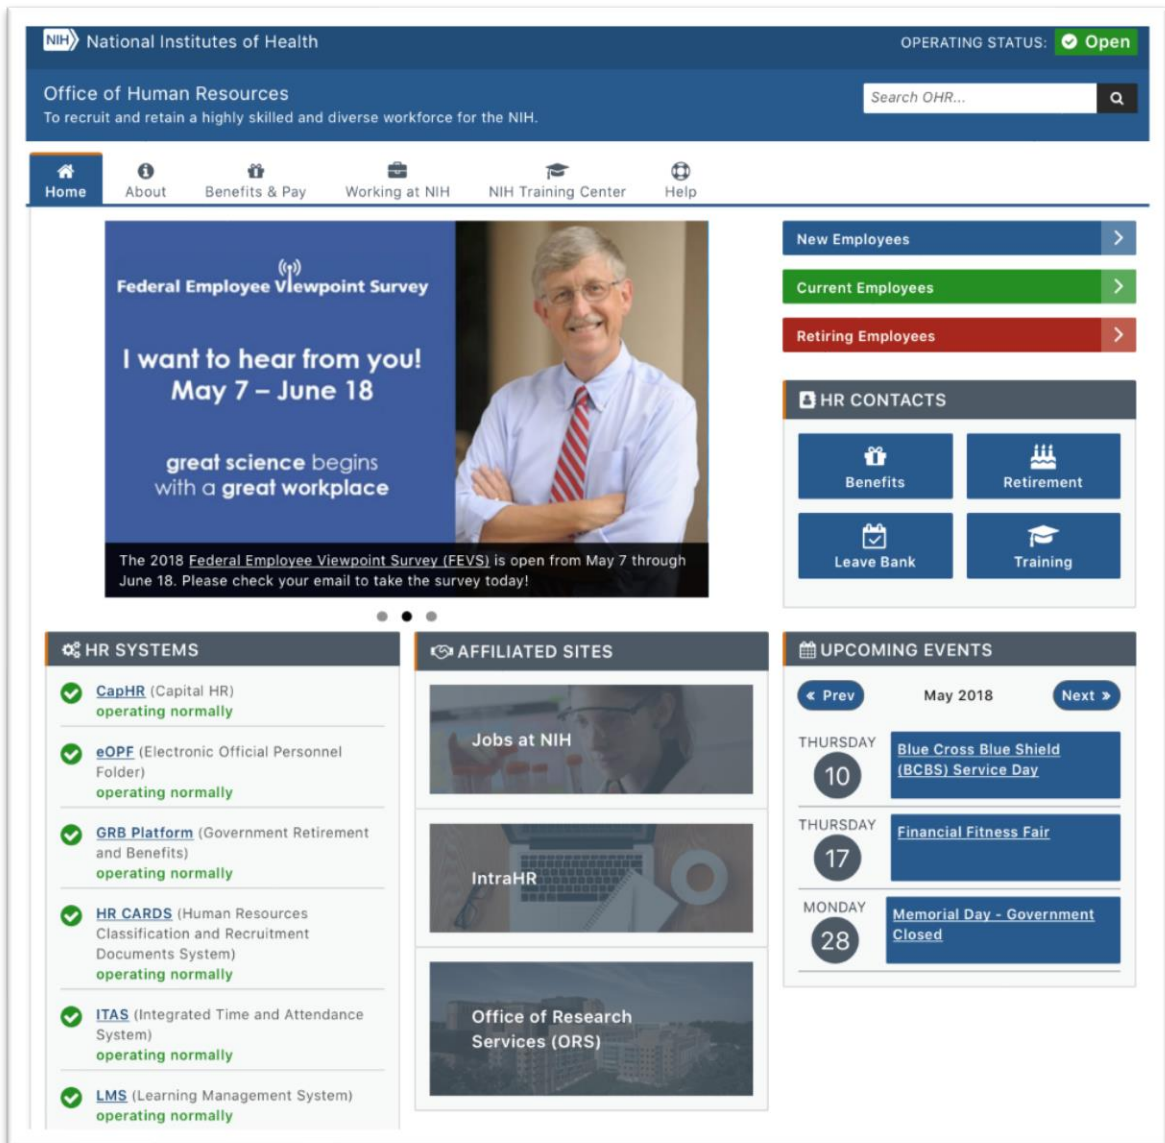 NIH National Institutes of Health
OPERATING STATUS: Open
Office of Human Resources
To recruit and retain a highly skilled and diverse workforce for the NIH.
Search OHR...
Home
About
Benefits & Pay
Working at NIH
NIH Training Center
Help
Federal Employee Viewpoint Survey
I want to hear from you!
May 7 – June 18
great science begins
with a great workplace
The 2018 Federal Employee Viewpoint Survey (FEVS) is open from May 7 through
June 18. Please check your email to take the survey today!
New Employees
Current Employees
Retiring Employees
HR CONTACTS
Benefits
Retirement
Leave Bank
Training
HR SYSTEMS
CapHR (Capital HR)
operating normally
eOPF (Electronic Official Personnel
Folder)
operating normally
GRB Platform (Government Retirement
and Benefits)
operating normally
HR CARDS (Human Resources
Classification and Recruitment
Documents System)
operating normally
ITAS (Integrated Time and Attendance
System)
operating normally
LMS (Learning Management System)
operating normally
AFFILIATED SITES
Jobs at NIH
IntraHR
Office of Research
Services (ORS)
UPCOMING EVENTS
« Prev
May 2018
Next »
THURSDAY
10
Blue Cross Blue Shield
(BCBS) Service Day
THURSDAY
17
Financial Fitness Fair
MONDAY
28
Memorial Day - Government
Closed